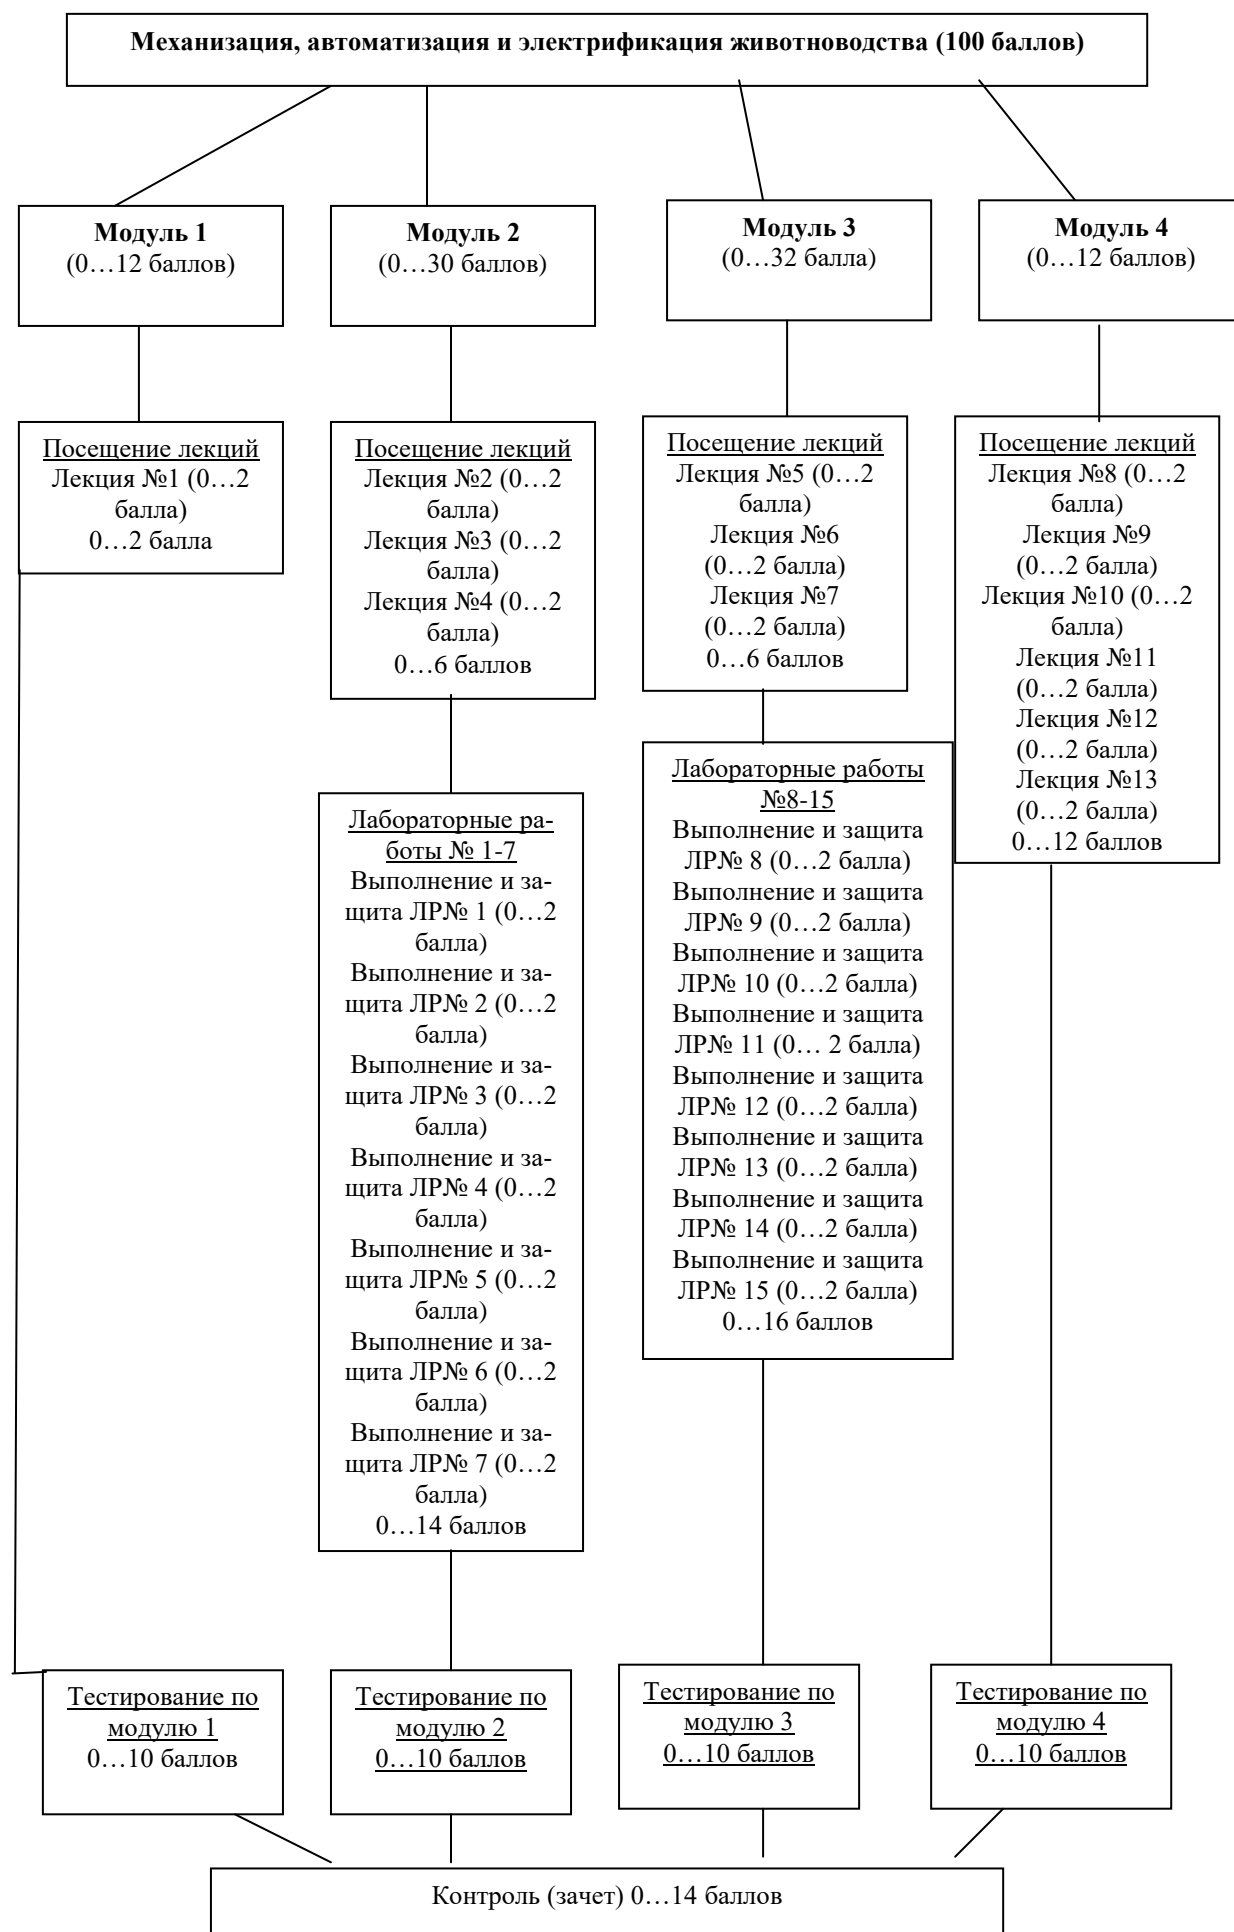 Механизация, автоматизация и электрификация животноводства (100 баллов)
Модуль 1
(0…12 баллов)
Модуль 2
(0…30 баллов)
Модуль 3
(0…32 балла)
Модуль 4
(0…12 баллов)
Посещение лекций
Лекция №1 (0…2
балла)
0…2 балла
Посещение лекций
Лекция №2 (0…2
балла)
Лекция №3 (0…2
балла)
Лекция №4 (0…2
балла)
0…6 баллов
Посещение лекций
Лекция №5 (0…2
балла)
Лекция №6
(0…2 балла)
Лекция №7
(0…2 балла)
0…6 баллов
Посещение лекций
Лекция №8 (0…2
балла)
Лекция №9
(0…2 балла)
Лекция №10 (0…2
балла)
Лекция №11
(0…2 балла)
Лекция №12
(0…2 балла)
Лекция №13
(0…2 балла)
0…12 баллов
Лабораторные ра-
боты № 1-7
Выполнение и за-
щита ЛР№ 1 (0…2
балла)
Выполнение и за-
щита ЛР№ 2 (0…2
балла)
Выполнение и за-
щита ЛР№ 3 (0…2
балла)
Выполнение и за-
щита ЛР№ 4 (0…2
балла)
Выполнение и за-
щита ЛР№ 5 (0…2
балла)
Выполнение и за-
щита ЛР№ 6 (0…2
балла)
Выполнение и за-
щита ЛР№ 7 (0…2
балла)
0…14 баллов
Лабораторные работы
№8-15
Выполнение и защита
ЛР№ 8 (0…2 балла)
Выполнение и защита
ЛР№ 9 (0…2 балла)
Выполнение и защита
ЛР№ 10 (0…2 балла)
Выполнение и защита
ЛР№ 11 (0… 2 балла)
Выполнение и защита
ЛР№ 12 (0…2 балла)
Выполнение и защита
ЛР№ 13 (0…2 балла)
Выполнение и защита
ЛР№ 14 (0…2 балла)
Выполнение и защита
ЛР№ 15 (0…2 балла)
0…16 баллов
Тестирование по
модулю 1
0…10 баллов
Тестирование по
модулю 2
0…10 баллов
Тестирование по
модулю 3
0…10 баллов
Тестирование по
модулю 4
0…10 баллов
Контроль (зачет) 0…14 баллов